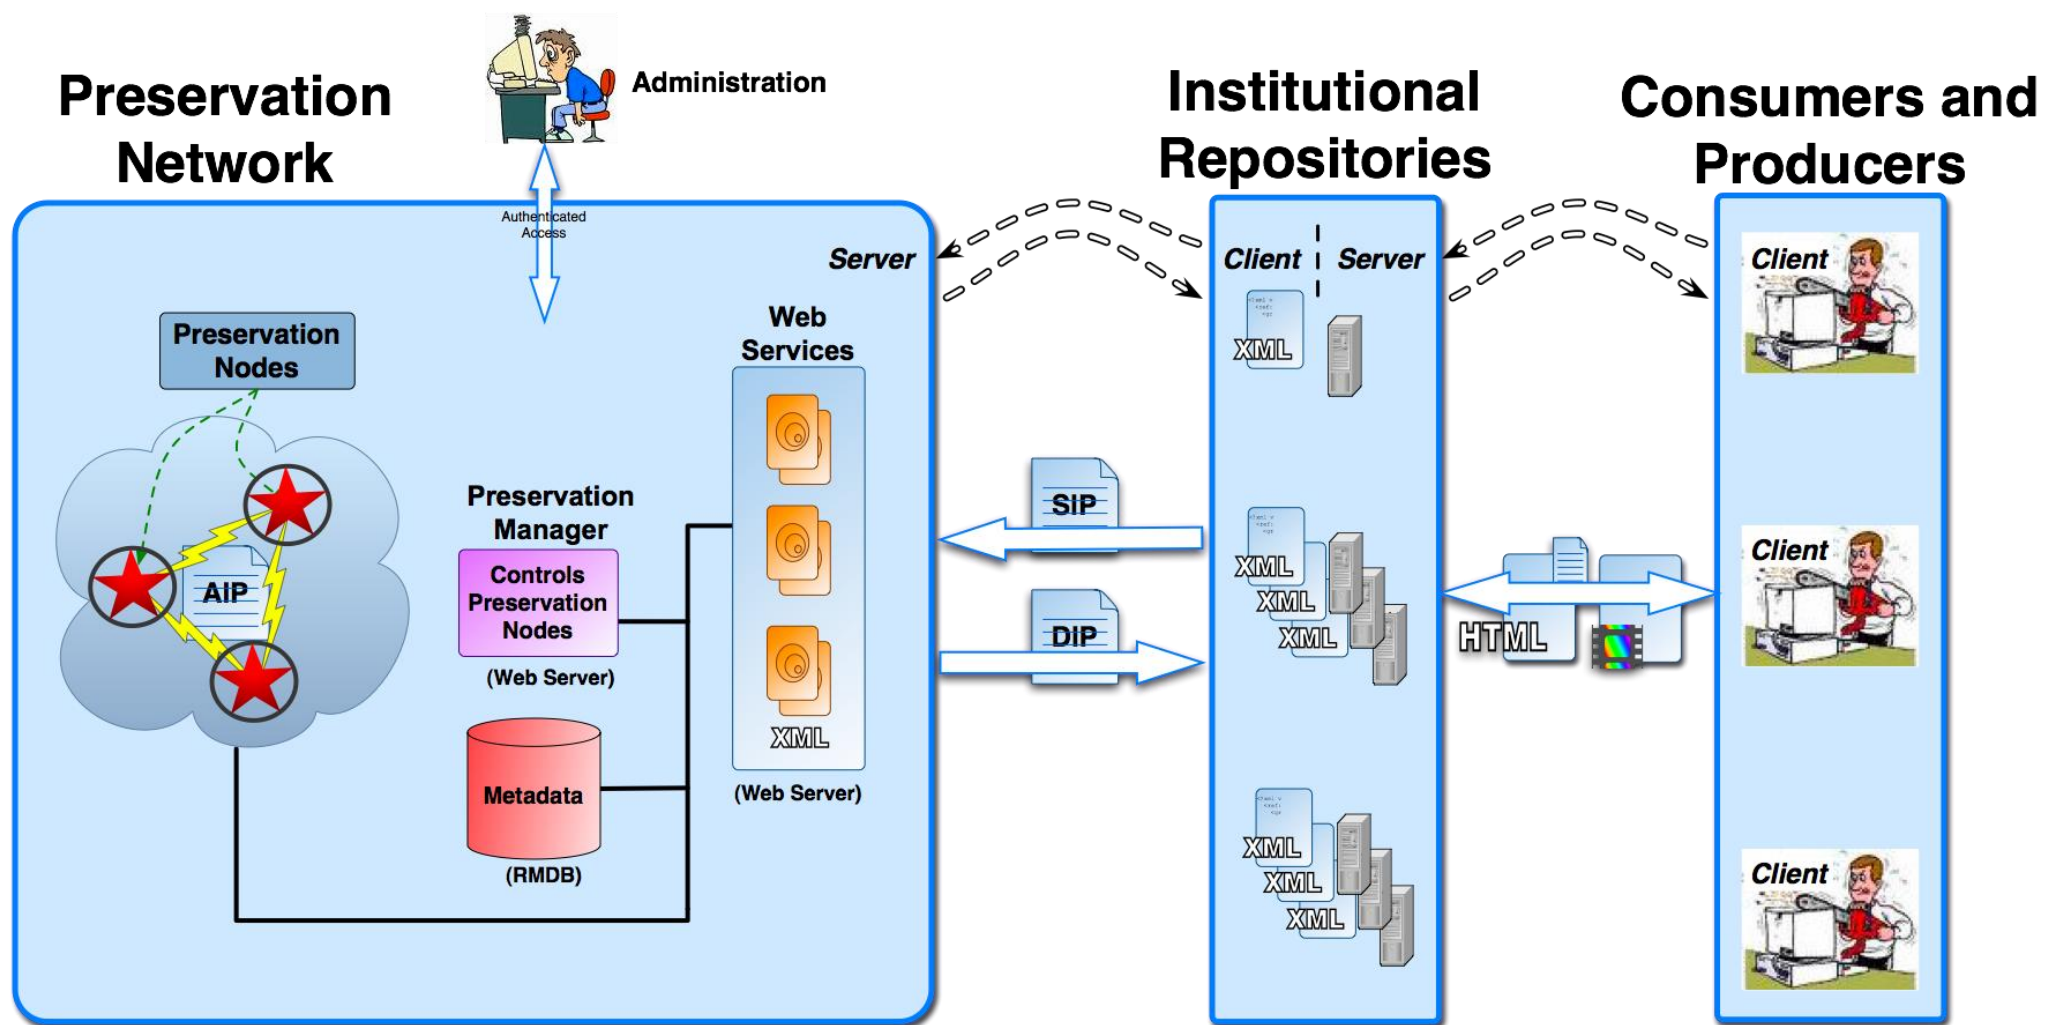 Administration
Preservation
Network
Institutional
Repositories
Consumers and
Producers
Authenticated
Access
Server
Client
Server
Client
Preservation
Nodes
Web
Services
XML
Preservation
Manager
Controls
Preservation
Nodes
(Web Server)
AIP
SIP
DIP
XML
XML
XML
HTML
Client
XML
(Web Server)
Metadata
(RMDB)
XML
XML
XML
Client